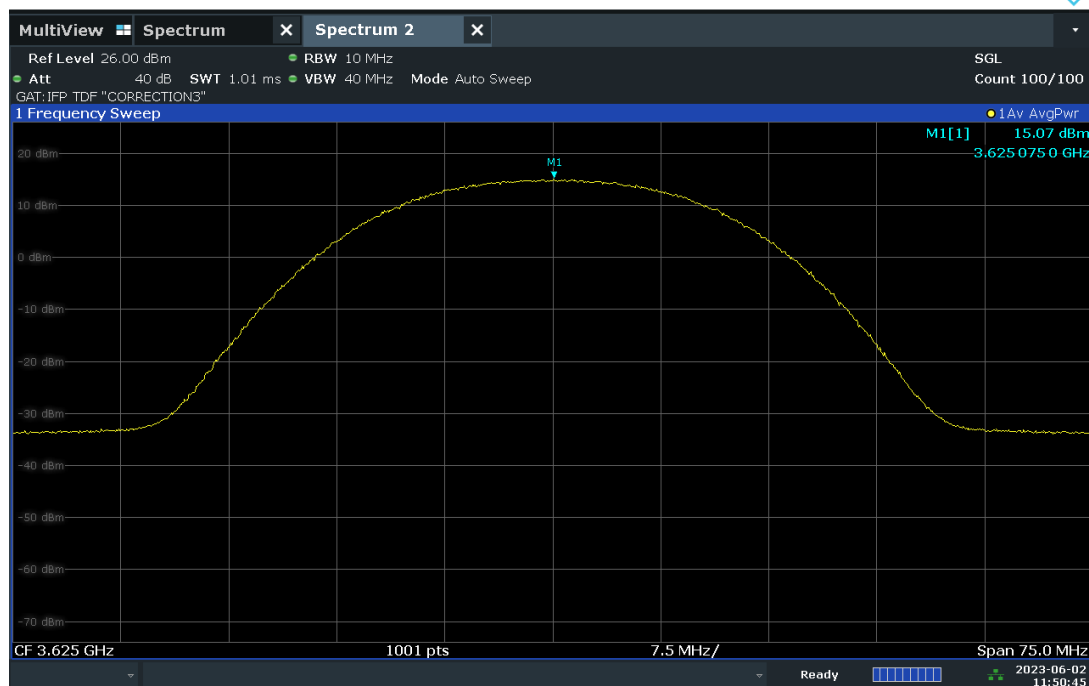 MultiView Spectrum X Spectrum 2 X
Ref Level 26.00 dBm RBW 10 MHz SGL
Att 40 dB SWT 1.01 ms VBW 40 MHz Mode Auto Sweep Count 100/100
GAT:IFP TDF "CORRECTION3"
1 Frequency Sweep 1Av AvgPwr
M1[1] 15.07 dBm
3.625 075 0 GHz
M1
20 dBm
10 dBm
0 dBm
-10 dBm
-20 dBm
-30 dBm
-40 dBm
-50 dBm
-60 dBm
-70 dBm
CF 3.625 GHz 1001 pts 7.5 MHz/ Span 75.0 MHz
Ready 2023-06-02
11:50:45